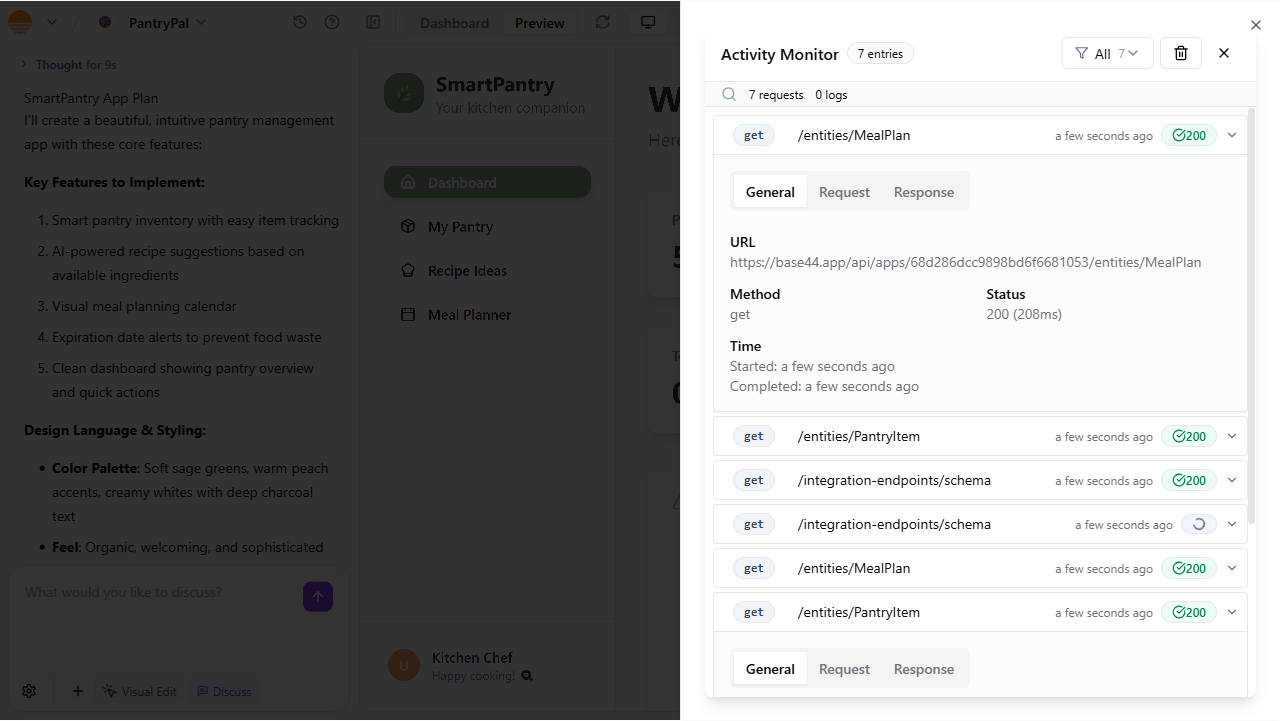 PantryPal
Dashboard
Preview
Thought for 9s
SmartPantry App Plan
I'll create a beautiful, intuitive pantry management
app with these core features:
Key Features to Implement:
1. Smart pantry inventory with easy item tracking
2. AI-powered recipe suggestions based on
available ingredients
3. Visual meal planning calendar
4. Expiration date alerts to prevent food waste
5. Clean dashboard showing pantry overview
and quick actions
Design Language & Styling:
• Color Palette: Soft sage greens, warm peach
accents, creamy whites with deep charcoal
text
• Feel: Organic, welcoming, and sophisticated
What would you like to discuss?
Visual Edit
Discuss
SmartPantry
Your kitchen companion
Dashboard
My Pantry
Recipe Ideas
Meal Planner
U
Kitchen Chef
Happy cooking!
W
Here
Activity Monitor
7 entries
All 7
7 requests 0 logs
get /entities/MealPlan a few seconds ago 200
General Request Response
URL
https://base44.app/api/apps/68d286dcc9898bd6f6681053/entities/MealPlan
Method Status
get 200 (208ms)
Time
Started: a few seconds ago
Completed: a few seconds ago
get /entities/PantryItem a few seconds ago 200
get /integration-endpoints/schema a few seconds ago 200
get /integration-endpoints/schema a few seconds ago
get /entities/MealPlan a few seconds ago 200
get /entities/PantryItem a few seconds ago 200
General Request Response